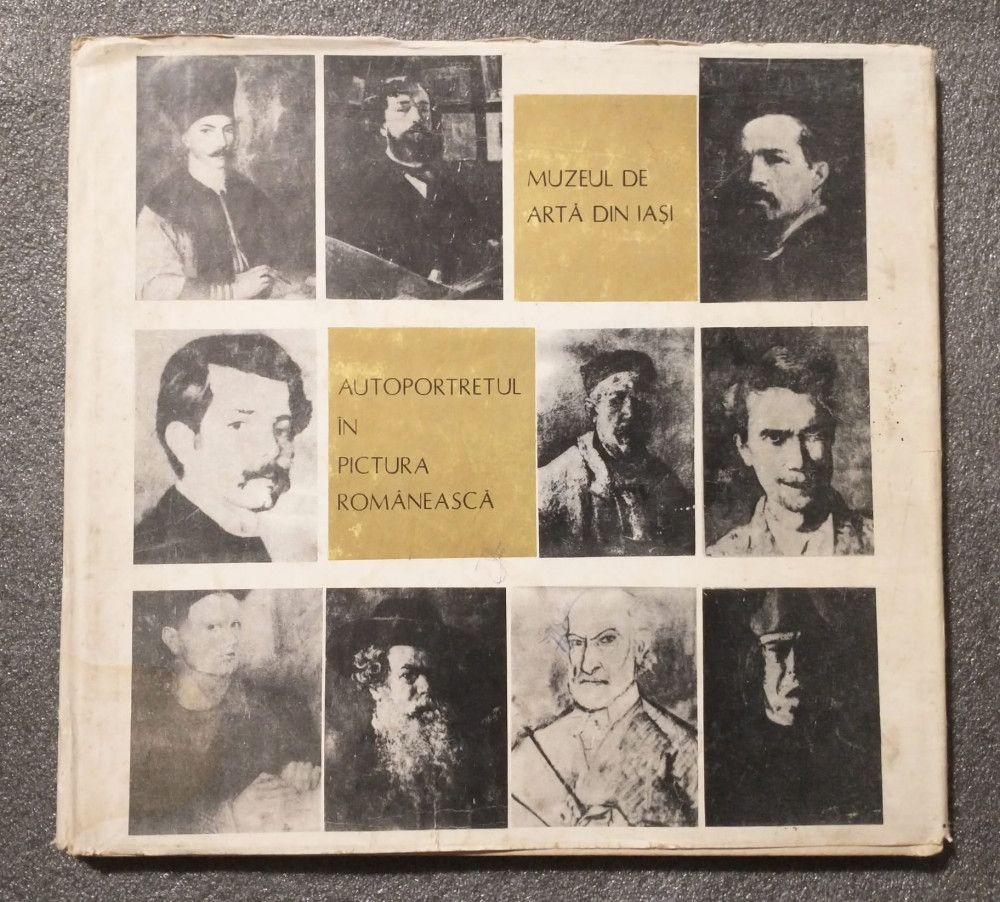 MUZEUL DE
ARTĂ DIN IAȘI
AUTOPORTRETUL
ÎN
PICTURA
ROMÂNEASCĂ